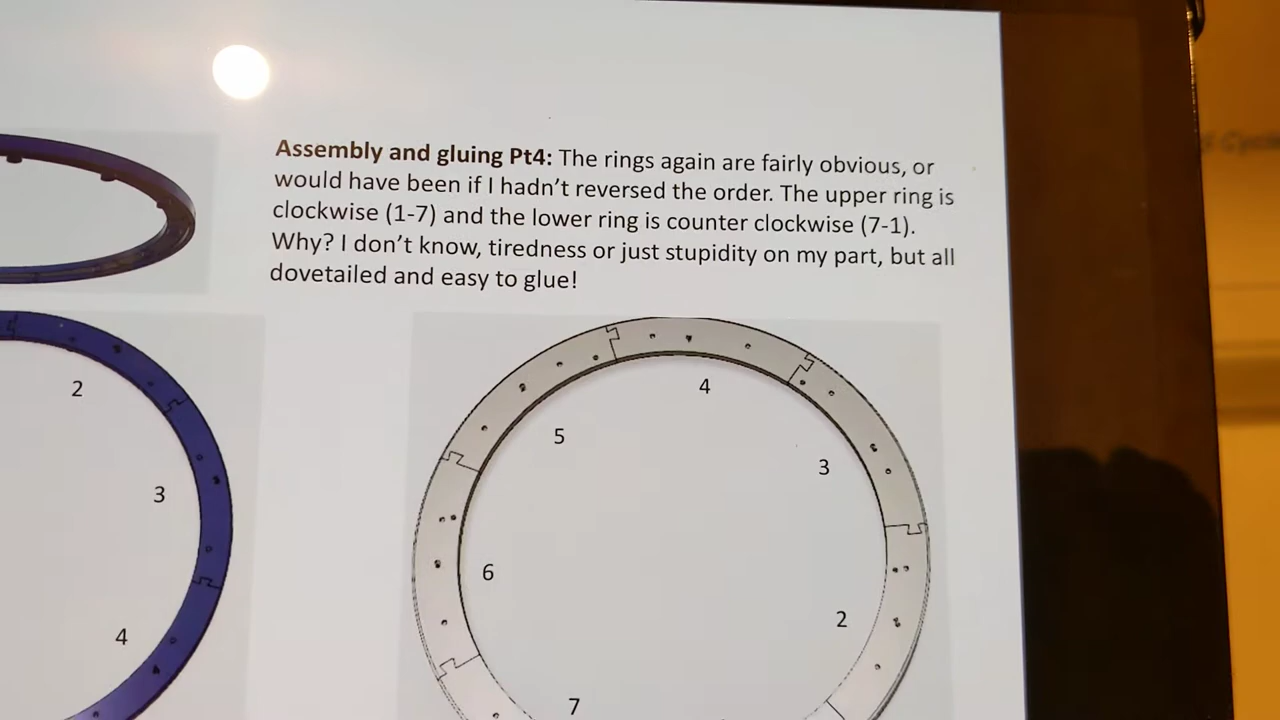 Assembly and gluing Pt4: The rings again are fairly obvious, or
would have been if I hadn't reversed the order. The upper ring is
clockwise (1-7) and the lower ring is counter clockwise (7-1).
Why? I don't know, tiredness or just stupidity on my part, but all
dovetailed and easy to glue!
2
3
4
4
5
3
6
2
7